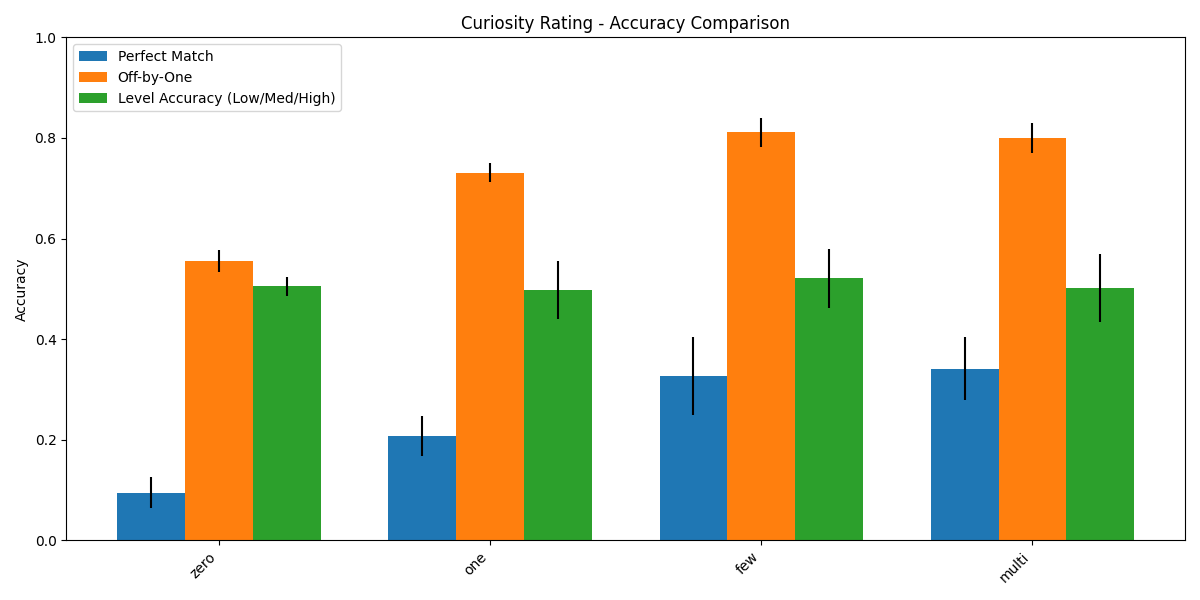 Curiosity Rating - Accuracy Comparison
Perfect Match
Off-by-One
Level Accuracy (Low/Med/High)
Accuracy
1.0
0.8
0.6
0.4
0.2
0.0
zero
one
few
multi